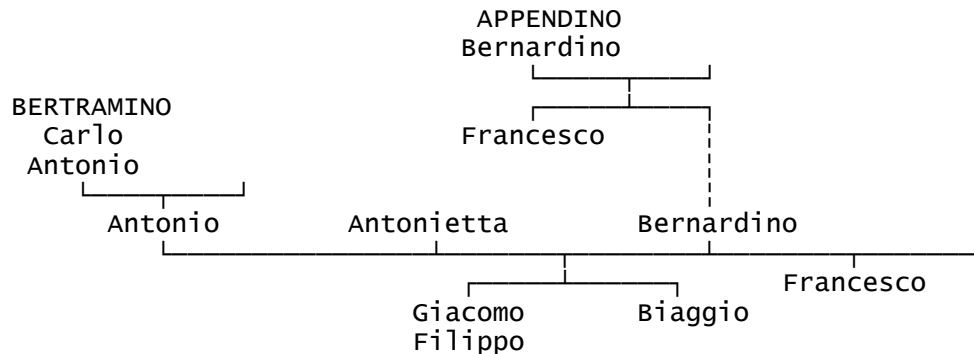 APPENDINO
Bernardino
BERTRAMINO
Carlo
Antonio
Francesco
Antonio Antonietta Bernardino
Francesco
Giacomo Biaggio
Filippo